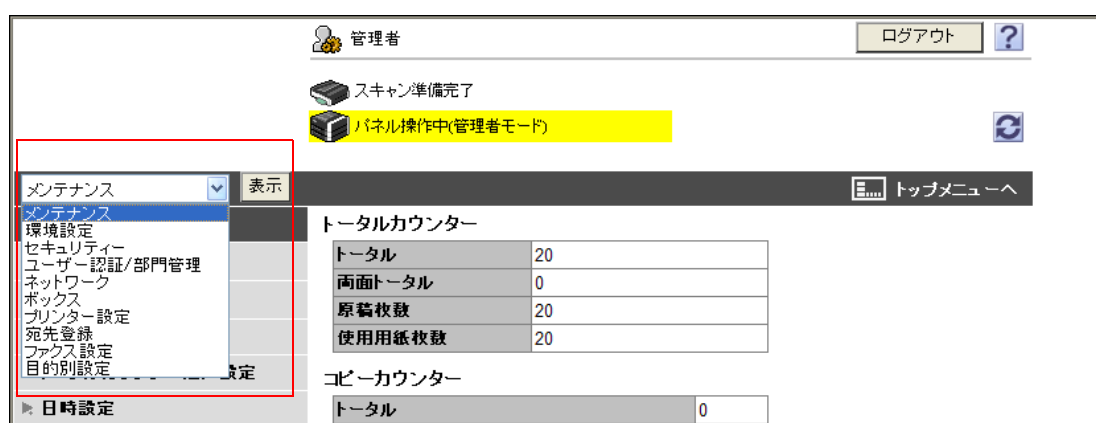 管理者
ログアウト
?
スキャン準備完了
パネル操作中(管理者モード)
メンテナンス
表示
トップメニューへ
メンテナンス
環境設定
セキュリティー
ユーザー認証/部門管理
ネットワーク
ボックス
プリンター設定
宛先登録
ファクス設定
目的別設定
設定
日時設定
トータルカウンター
トータル 20
両面トータル 0
原稿枚数 20
使用用紙枚数 20
コピーカウンター
トータル 0